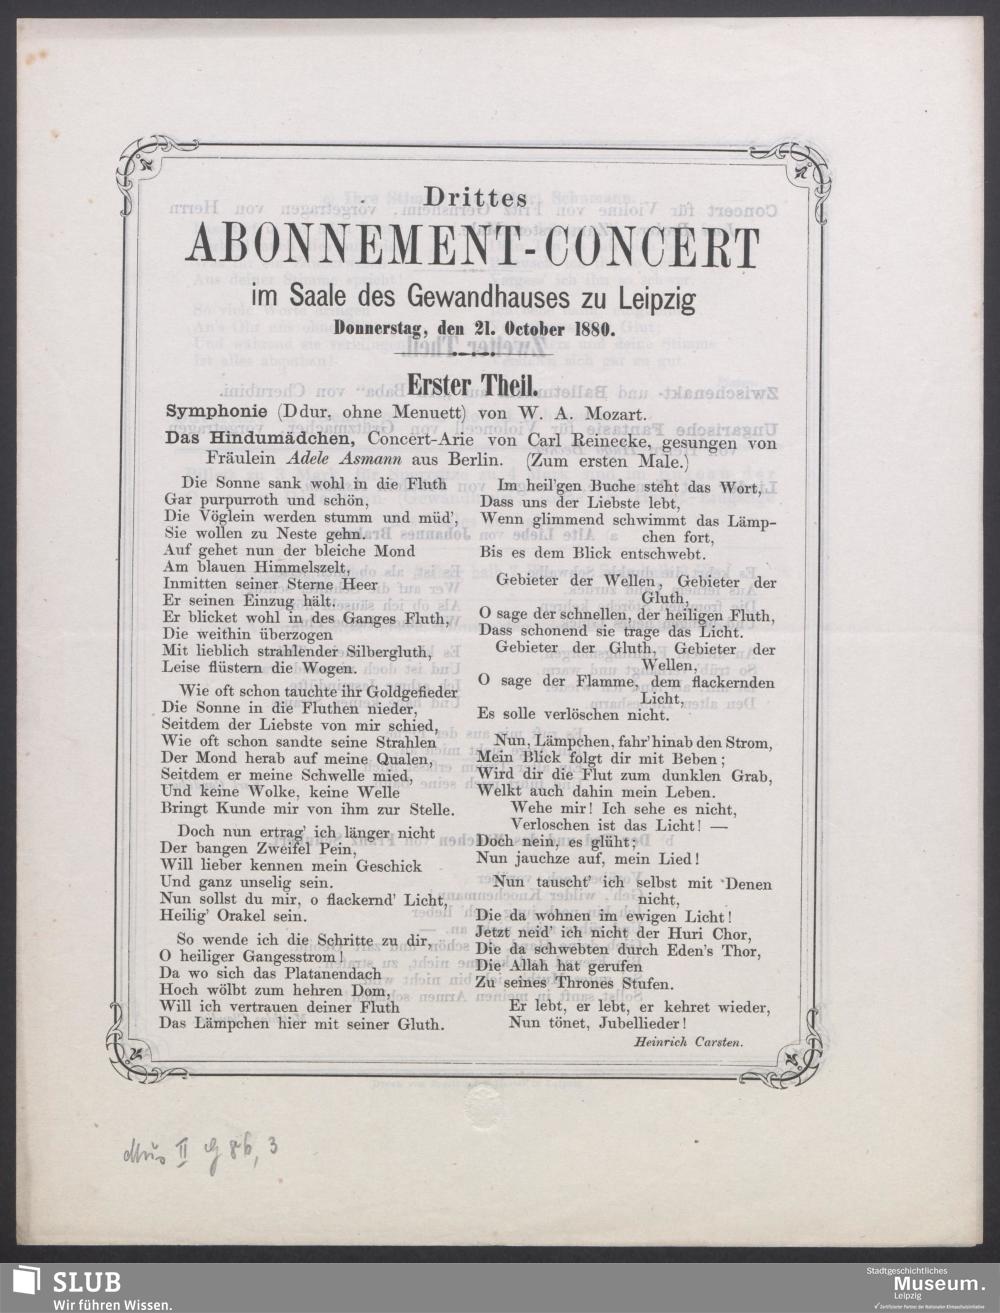 Drittes
ABONNEMENT-CONCERT
im Saale des Gewandhauses zu Leipzig
Donnerstag, den 21. October 1880.
Erster Theil.
Symphonie (D dur, ohne Menuett) von W. A. Mozart.
Das Hindumädchen, Concert-Arie von Carl Reinecke, gesungen von
Fräulein Adele Asmann aus Berlin. (Zum ersten Male.)
Die Sonne sank wohl in die Fluth
Gar purpurroth und schön,
Die Vöglein werden stumm und müd',
Sie wollen zu Neste gehn.
Auf gehet nun der bleiche Mond
Am blauen Himmelszelt,
Inmitten seiner Sterne Heer
Er seinen Einzug hält.
Er blicket wohl in des Ganges Fluth,
Die weithin überzogen
Mit lieblich strahlender Silbergluth,
Leise flüstern die Wogen.
Wie oft schon tauchte ihr Goldgefieder
Die Sonne in die Fluthen nieder,
Seitdem der Liebste von mir schied,
Wie oft schon sandte seine Strahlen
Der Mond herab auf meine Qualen,
Seitdem er meine Schwelle mied,
Und keine Wolke, keine Welle
Bringt Kunde mir von ihm zur Stelle.
Doch nun ertrag' ich länger nicht
Der bangen Zweifel Pein,
Will lieber kennen mein Geschick
Und ganz unselig sein.
Nun sollst du mir, o flackernd' Licht,
Heilig' Orakel sein.
So wende ich die Schritte zu dir,
O heiliger Gangesstrom!
Da wo sich das Platanendach
Hoch wölbt zum hehren Dom,
Will ich vertrauen deiner Fluth
Das Lämpchen hier mit seiner Gluth.
Im heil'gen Buche steht das Wort,
Dass uns der Liebste lebt,
Wenn glimmend schwimmt das Lämp-
chen fort,
Bis es dem Blick entschwebt.
Gebieter der Wellen, Gebieter der
Gluth,
O sage der schnellen, der heiligen Fluth,
Dass schonend sie trage das Licht.
Gebieter der Gluth, Gebieter der
Wellen,
O sage der Flamme, dem flackernden
Licht,
Es solle verlöschen nicht.
Nun, Lämpchen, fahr' hinab den Strom,
Mein Blick folgt dir mit Beben;
Wird dir die Flut zum dunklen Grab,
Welkt auch dahin mein Leben.
Wehe mir! Ich sehe es nicht,
Verloschen ist das Licht! —
Doch nein, es glüht;
Nun jauchze auf, mein Lied!
Nun tauscht' ich selbst mit Denen
nicht,
Die da wohnen im ewigen Licht!
Jetzt neid' ich nicht der Huri Chor,
Die da schwebten durch Eden's Thor,
Die Allah hat gerufen
Zu seines Thrones Stufen.
Er lebt, er lebt, er kehret wieder,
Nun tönet, Jubellieder!
Heinrich Carsten.
Mus II G 86, 3
SLUB
Wir führen Wissen.
Stadtgeschichtliches
Museum.
Leipzig
Zertifizierter Partner der Nationalen Klimaschutzinitiative